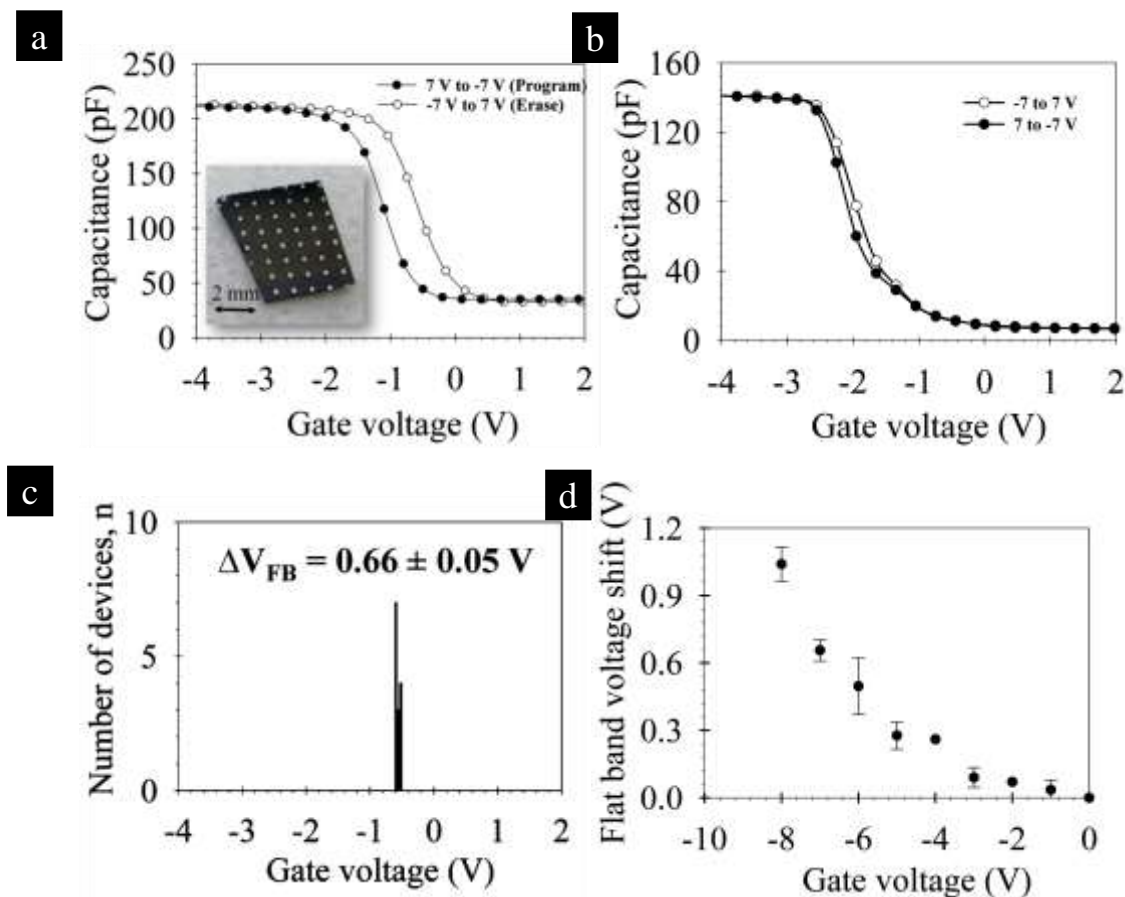 a
250
200
150
100
50
0
Capacitance (pF)
7 V to -7 V (Program)
-7 V to 7 V (Erase)
2 mm
-4 -3 -2 -1 0 1 2
Gate voltage (V)
b
160
120
80
40
0
Capacitance (pF)
-7 to 7 V
7 to -7 V
-4 -3 -2 -1 0 1 2
Gate voltage (V)
c
10
5
0
Number of devices, n
ΔV_FB = 0.66 ± 0.05 V
-4 -3 -2 -1 0 1 2
Gate voltage (V)
d
1.2
0.9
0.6
0.3
0.0
Flat band voltage shift (V)
-10 -8 -6 -4 -2 0
Gate voltage (V)